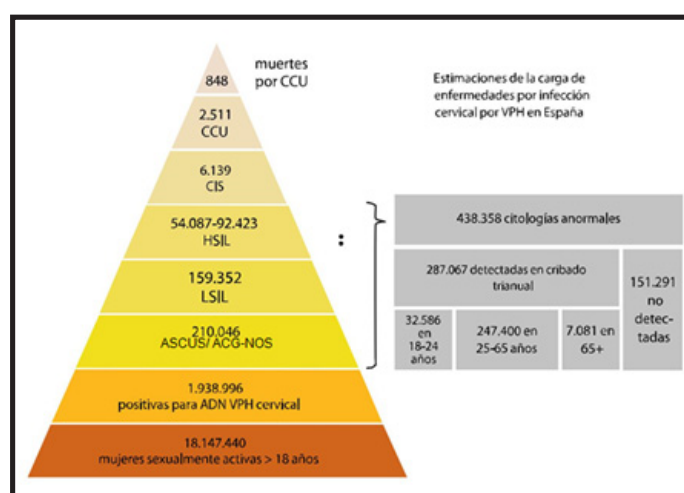 848
muertes
por CCU
Estimaciones de la carga de
enfermedades por infección
cervical por VPH en España
2.511
CCU
6.139
CIS
54.087-92.423
HSIL
:
159.352
LSIL
210.046
ASCUS/ ACG-NOS
1.938.996
positivas para ADN VPH cervical
18.147.440
mujeres sexualmente activas > 18 años
438.358 citologías anormales
287.067 detectadas en cribado
trianual
151.291
no
detec-
tadas
32.586
en
18-24
años
247.400 en
25-65 años
7.081 en
65+